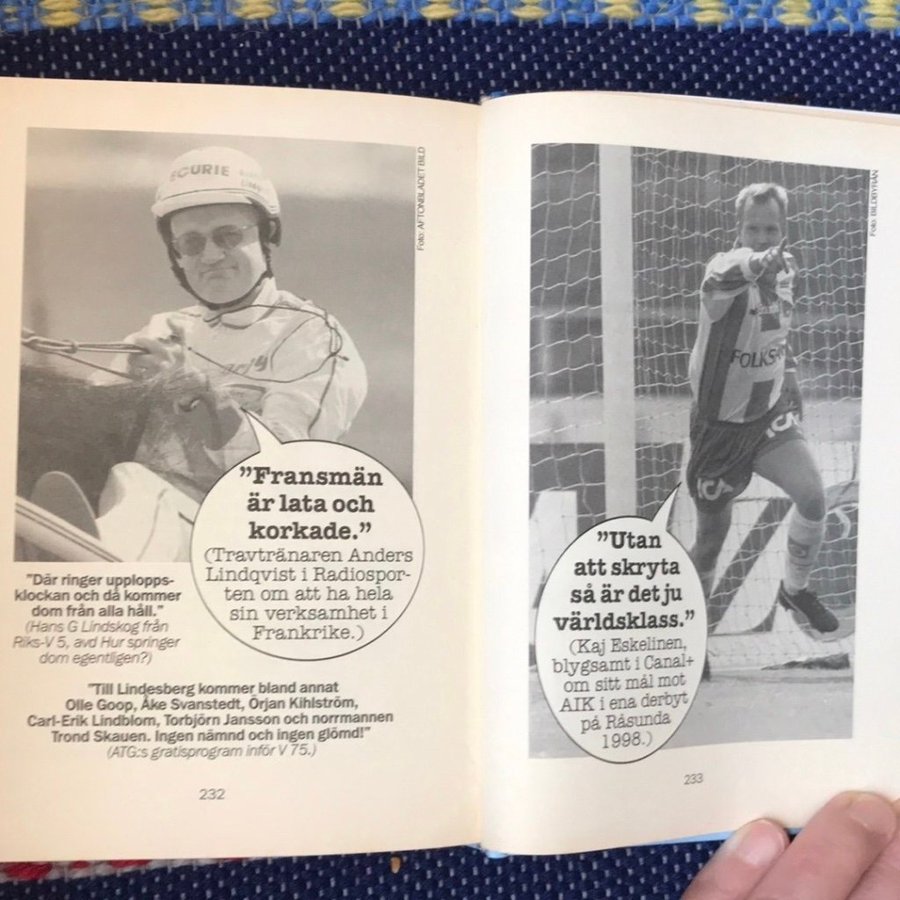 ECURIE
Foto: AFTONBLADET BILD
"Fransmän
är lata och
korkade."
(Travtränaren Anders
Lindqvist i Radiospor-
ten om att ha hela
sin verksamhet i
Frankrike.)
"Där ringer upplopps-
klockan och då kommer
dom från alla håll."
(Hans G Lindskog från
Riks-V 5, avd Hur springer
dom egentligen?)
"Till Lindesberg kommer bland annat
Olle Goop, Åke Svanstedt, Örjan Kihlström,
Carl-Erik Lindblom, Torbjörn Jansson och norrmannen
Trond Skauen. Ingen nämnd och ingen glömd!"
(ATG:s gratisprogram inför V 75.)
232
Foto: BILDBYRÅN
FOLKS
ICA
"Utan
att skryta
så är det ju
världsklass."
(Kaj Eskelinen,
blygsamt i Canal+
om sitt mål mot
AIK i ena derbyt
på Råsunda
1998.)
233